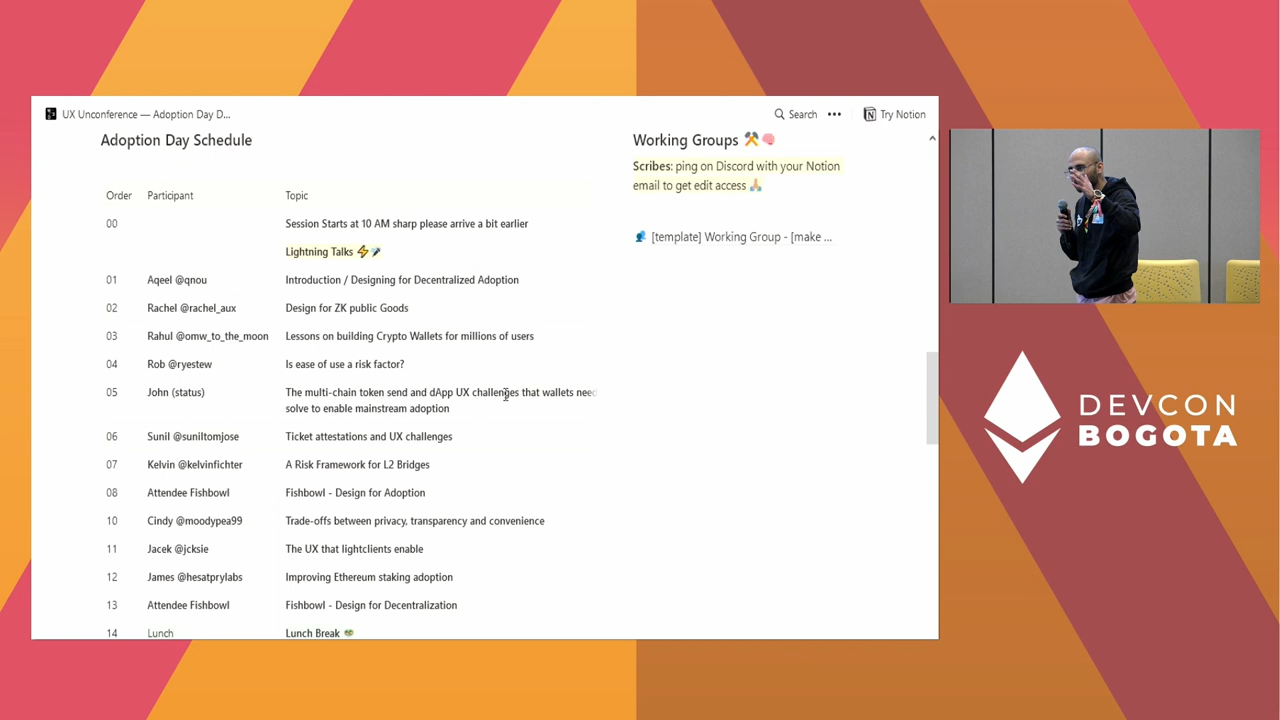 UX Unconference — Adoption Day D...
Search ••• Try Notion
Adoption Day Schedule
Order Participant Topic
00 Session Starts at 10 AM sharp please arrive a bit earlier
Lightning Talks ⚡🎤
01 Aqeel @qnou Introduction / Designing for Decentralized Adoption
02 Rachel @rachel_aux Design for ZK public Goods
03 Rahul @omw_to_the_moon Lessons on building Crypto Wallets for millions of users
04 Rob @ryestew Is ease of use a risk factor?
05 John (status) The multi-chain token send and dApp UX challenges that wallets need
solve to enable mainstream adoption
06 Sunil @suniltomjose Ticket attestations and UX challenges
07 Kelvin @kelvinfichter A Risk Framework for L2 Bridges
08 Attendee Fishbowl Fishbowl - Design for Adoption
10 Cindy @moodypea99 Trade-offs between privacy, transparency and convenience
11 Jacek @jcksie The UX that lightclients enable
12 James @hesatprylabs Improving Ethereum staking adoption
13 Attendee Fishbowl Fishbowl - Design for Decentralization
14 Lunch Lunch Break 🥗
Working Groups ⚒️🧠
Scribes: ping on Discord with your Notion
email to get edit access 🙏
[template] Working Group - [make ...
DEVCON
BOGOTA